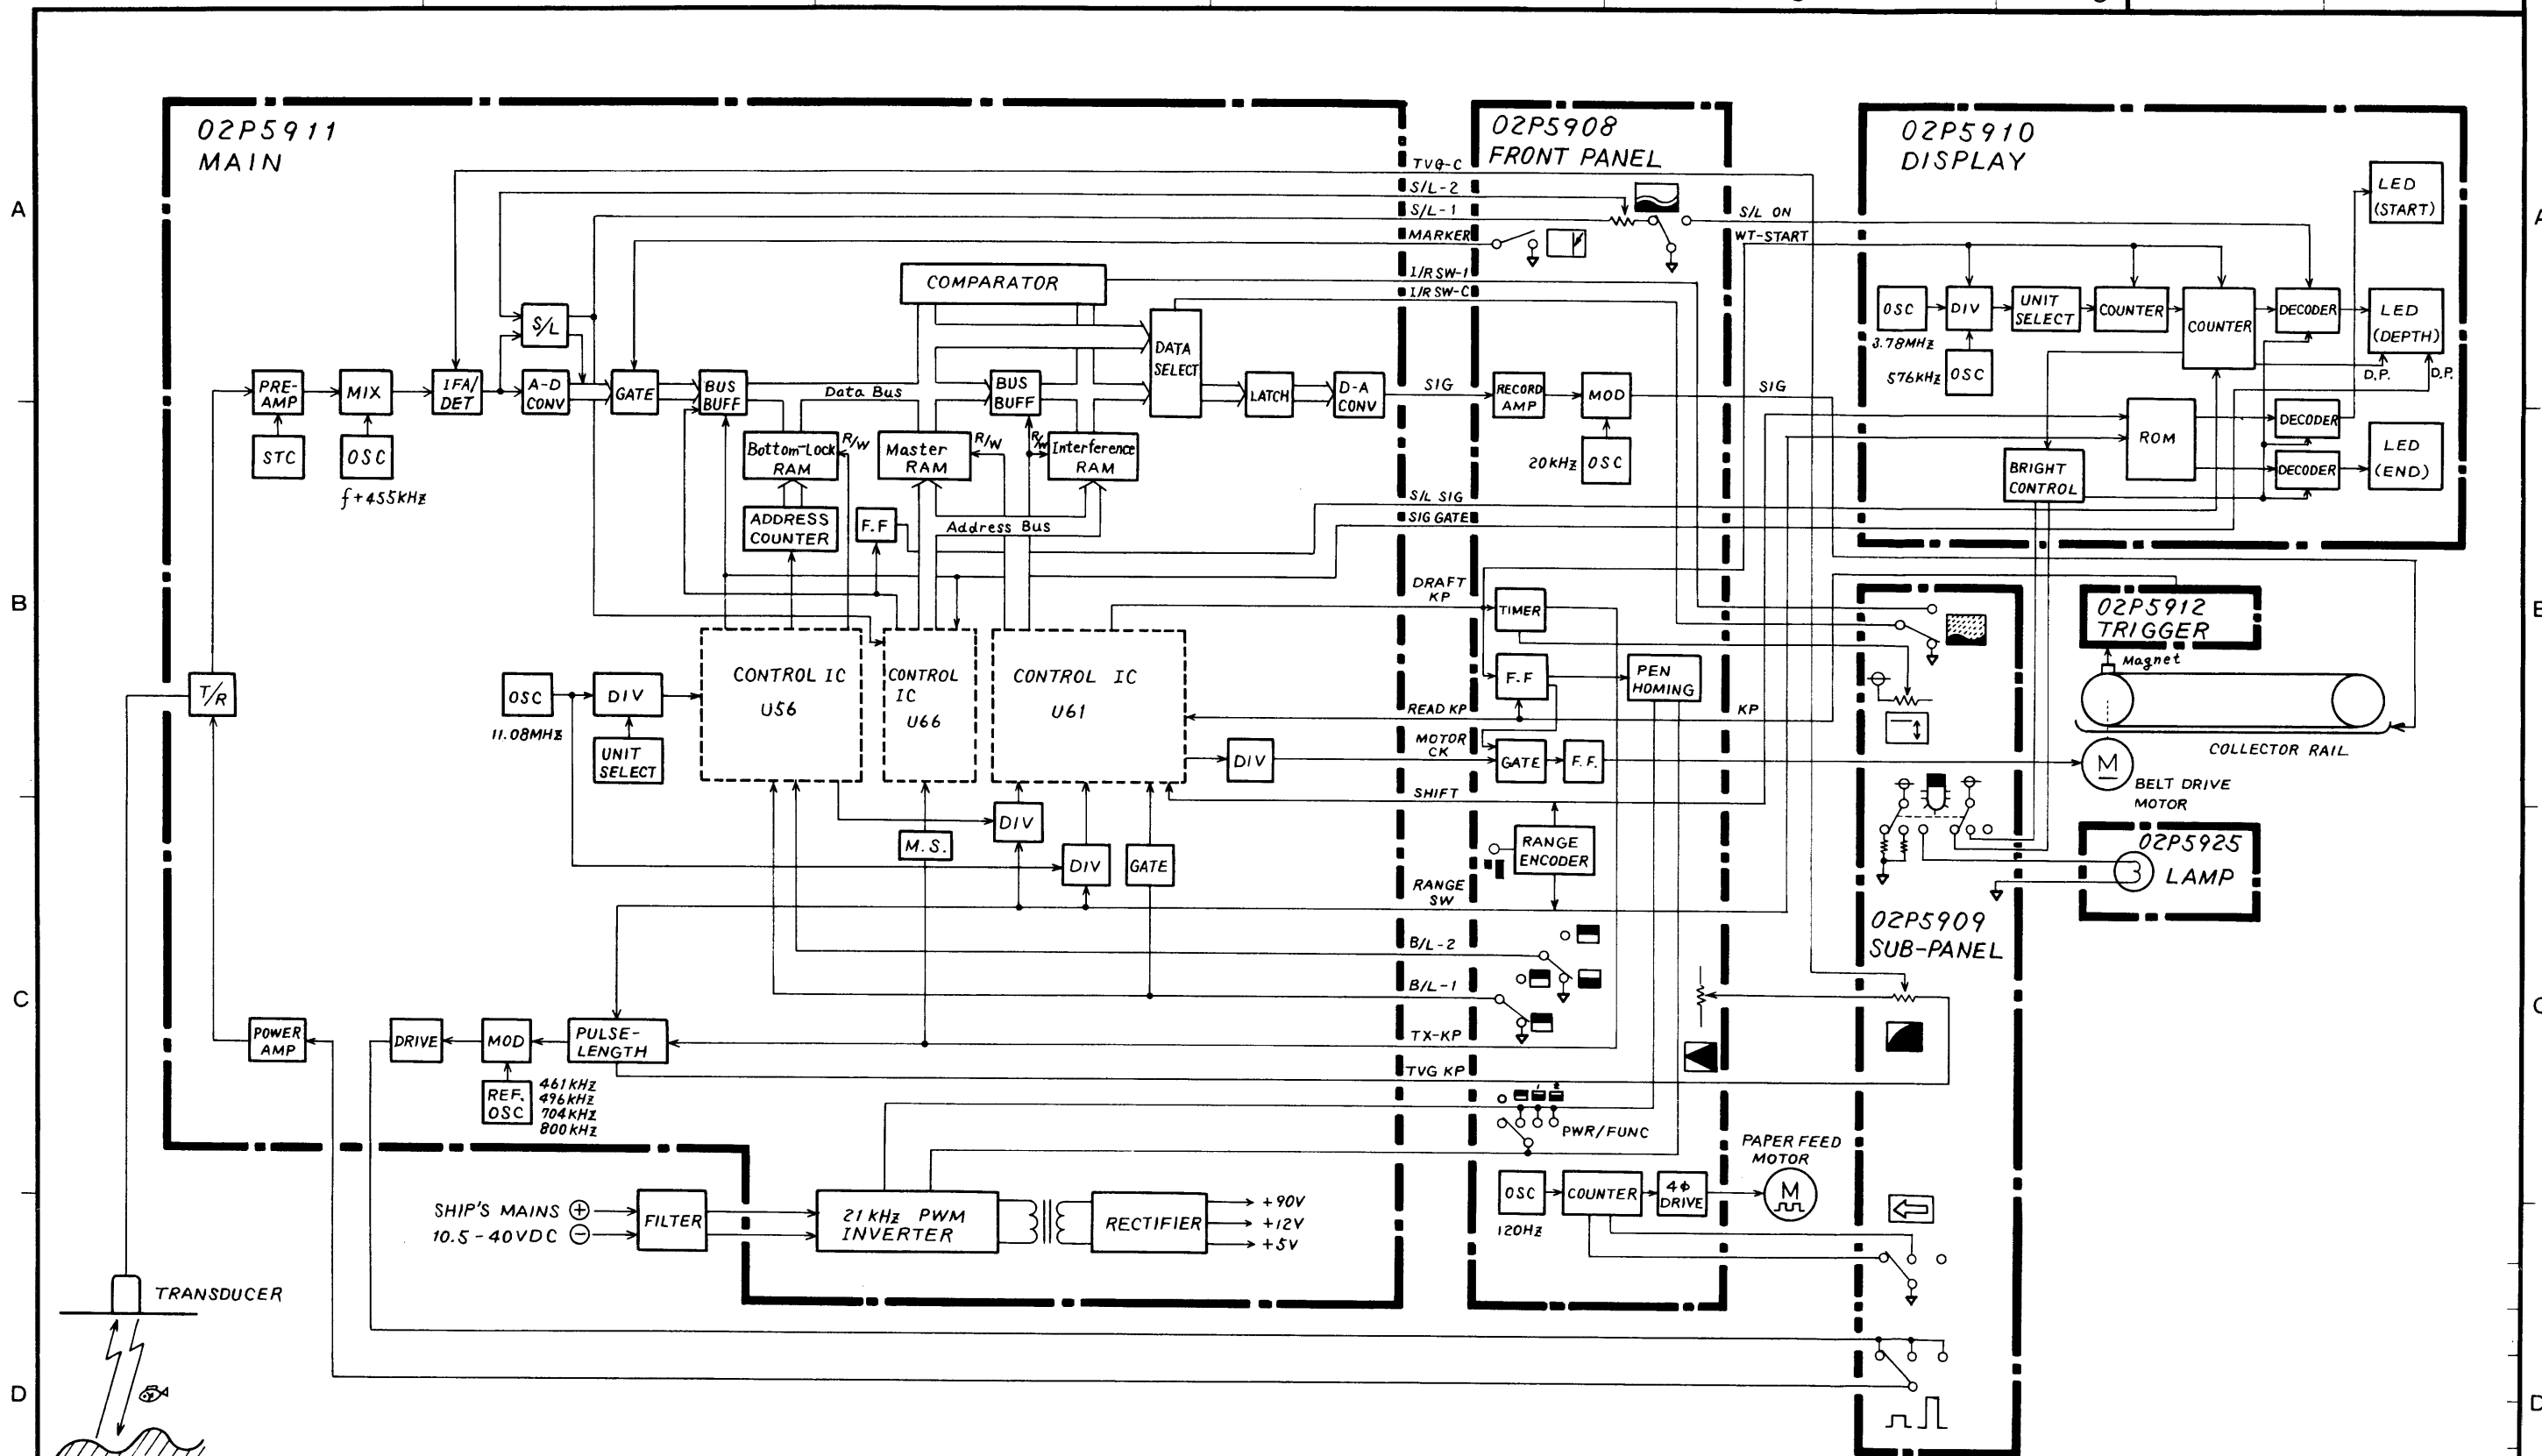 02P5911
MAIN
02P5908
FRONT PANEL
02P5910
DISPLAY
TVG-C
S/L-2
S/L-1
MARKER
I/RSW-1
I/RSW-C
S/L ON
WT-START
LED
(START)
COMPARATOR
S/L
DATA
SELECT
OSC
3.78MHz
DIV
UNIT
SELECT
COUNTER
COUNTER
DECODER
LED
(DEPTH)
576kHz
OSC
D.P.
D.P.
A
PRE-
AMP
MIX
IFA/
DET
A-D
CONV
GATE
BUS
BUFF
Data Bus
BUS
BUFF
LATCH
D-A
CONV
SIG
RECORD
AMP
MOD
SIG
STC
OSC
f+455kHz
Bottom-Lock
RAM
R/W
Master
RAM
R/W
R/W
Interference
RAM
20kHz
OSC
ROM
DECODER
DECODER
LED
(END)
BRIGHT
CONTROL
S/L SIG
SIG GATE
ADDRESS
COUNTER
F.F
Address Bus
B
DRAFT
KP
TIMER
02P5912
TRIGGER
Magnet
T/R
OSC
11.08MHz
DIV
UNIT
SELECT
CONTROL IC
U56
CONTROL
IC
U66
CONTROL IC
U61
F.F
PEN
HOMING
READ KP
KP
MOTOR
CK
DIV
GATE
F.F.
COLLECTOR RAIL
M
BELT DRIVE
MOTOR
SHIFT
DIV
M.S.
DIV
GATE
RANGE
ENCODER
RANGE
SW
02P5925
LAMP
02P5909
SUB-PANEL
B/L-2
B/L-1
C
POWER
AMP
DRIVE
MOD
PULSE-
LENGTH
TX-KP
TVG KP
REF.
OSC
461kHz
496kHz
704kHz
800kHz
1
2
PWR/FUNC
PAPER FEED
MOTOR
M
SHIP'S MAINS +
10.5-40VDC −
FILTER
21kHz PWM
INVERTER
RECTIFIER
+90V
+12V
+5V
OSC
120Hz
COUNTER
4φ
DRIVE
TRANSDUCER
D